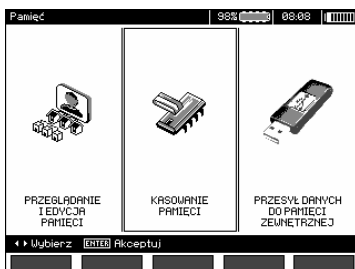 Pamięć 98% 08:08
PRZEGLĄDANIE
I EDYCJA
PAMIĘCI
KASOWANIE
PAMIĘCI
PRZESYŁ DANYCH
DO PAMIĘCI
ZEWNĘTRZNEJ
Wybierz ENTER Akceptuj